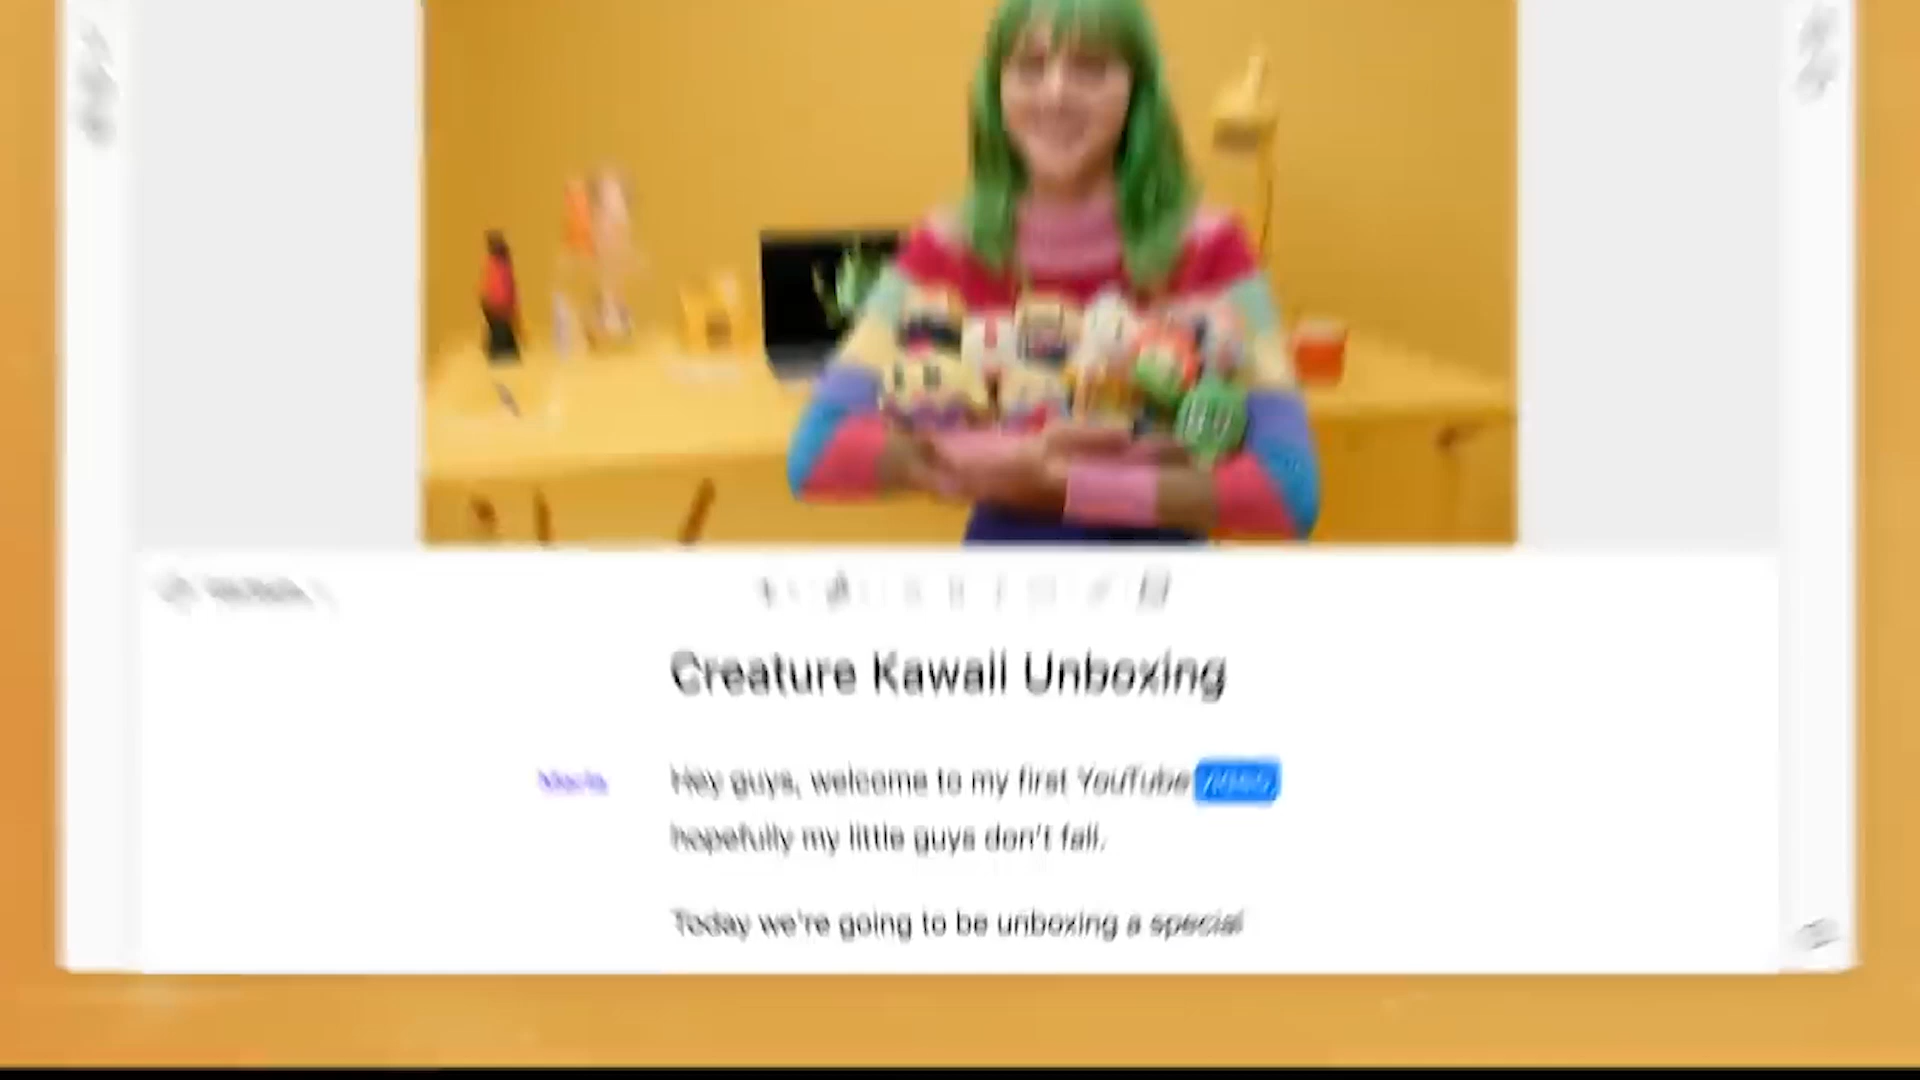 Creature Kawaii Unboxing
Hey guys, welcome to my first YouTube
hopefully my little guys don't fall.
Today we're going to be unboxing a special